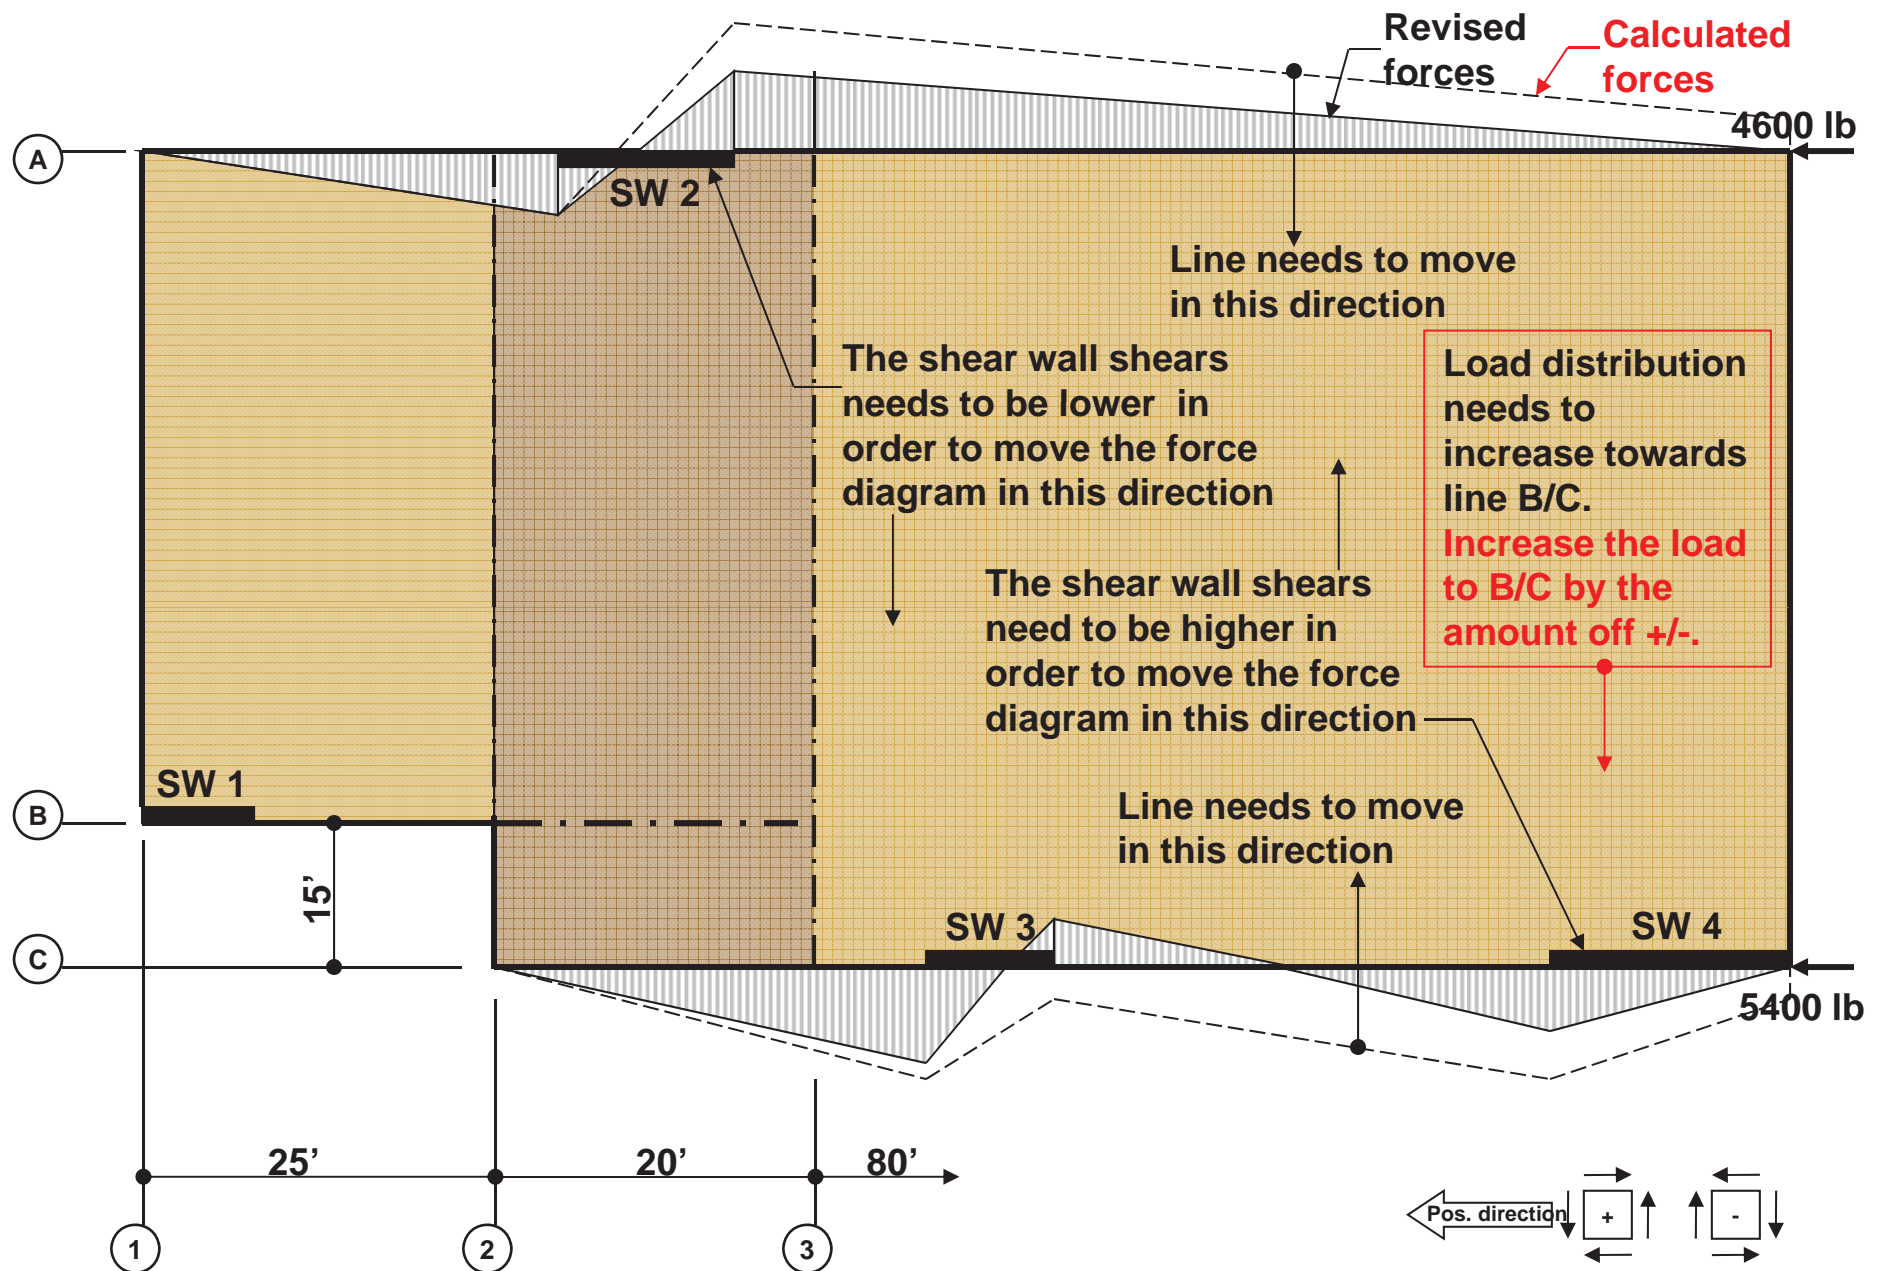 Revised
forces
Calculated
forces
4600 lb
A
SW 2
Line needs to move
in this direction
The shear wall shears
needs to be lower in
order to move the force
diagram in this direction
Load distribution
needs to
increase towards
line B/C.
Increase the load
to B/C by the
amount off +/-.
The shear wall shears
need to be higher in
order to move the force
diagram in this direction
SW 1
B
Line needs to move
in this direction
15’
SW 3
SW 4
C
5400 lb
25’
20’
80’
Pos. direction
+
-
1
2
3